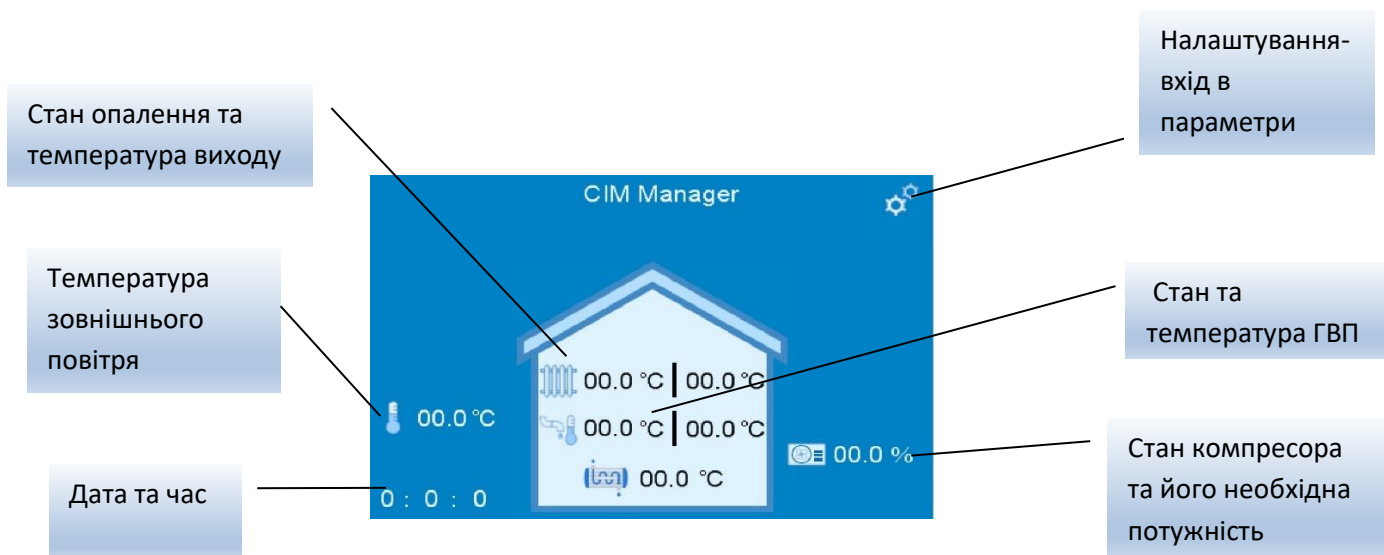 Налаштування-
вхід в
параметри
Стан опалення та
температура виходу
CIM Manager
Температура
зовнішнього
повітря
Стан та
температура ГВП
00.0 °C | 00.0 °C
00.0 °C
00.0 °C | 00.0 °C
00.0 %
00.0 °C
Дата та час
0 : 0 : 0
Стан компресора
та його необхідна
потужність